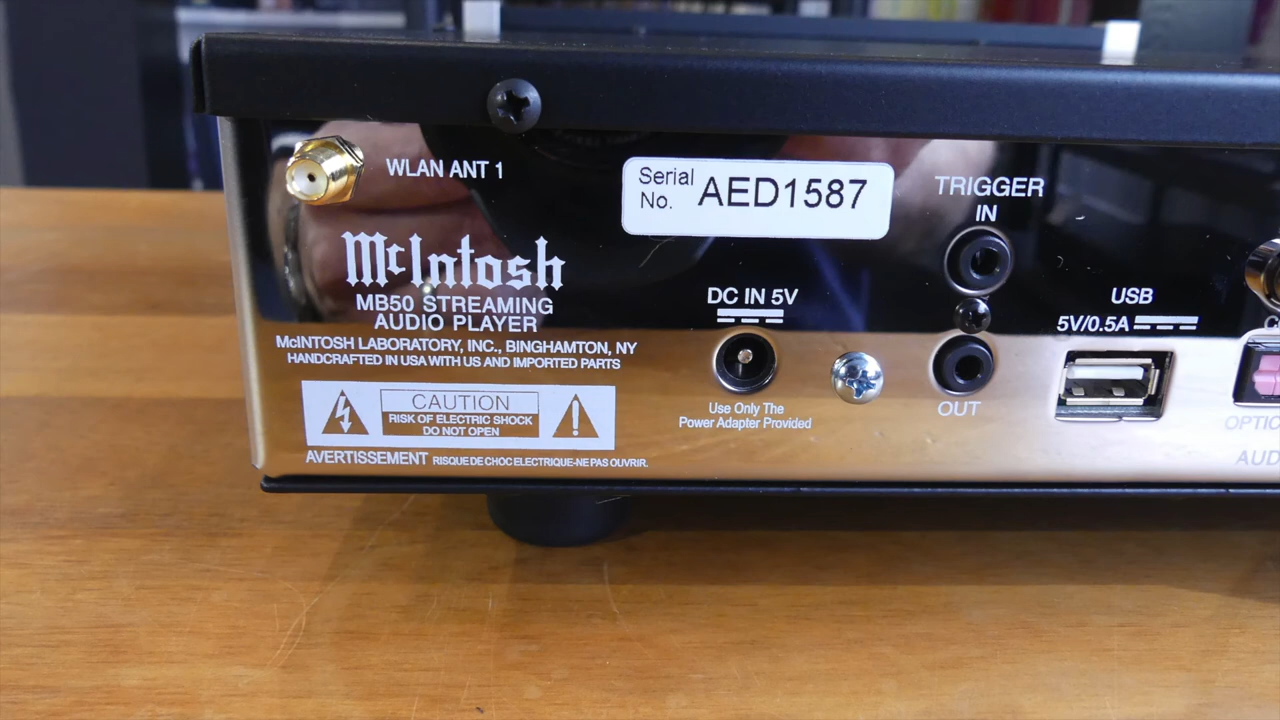 WLAN ANT 1
Serial No. AED1587
TRIGGER
IN
McIntosh
MB50 STREAMING
AUDIO PLAYER
McINTOSH LABORATORY, INC., BINGHAMTON, NY
HANDCRAFTED IN USA WITH US AND IMPORTED PARTS
CAUTION
RISK OF ELECTRIC SHOCK
DO NOT OPEN
AVERTISSEMENT RISQUE DE CHOC ELECTRIQUE-NE PAS OUVRIR.
DC IN 5V
Use Only The
Power Adapter Provided
OUT
USB
5V/0.5A
OPTIC
AUD